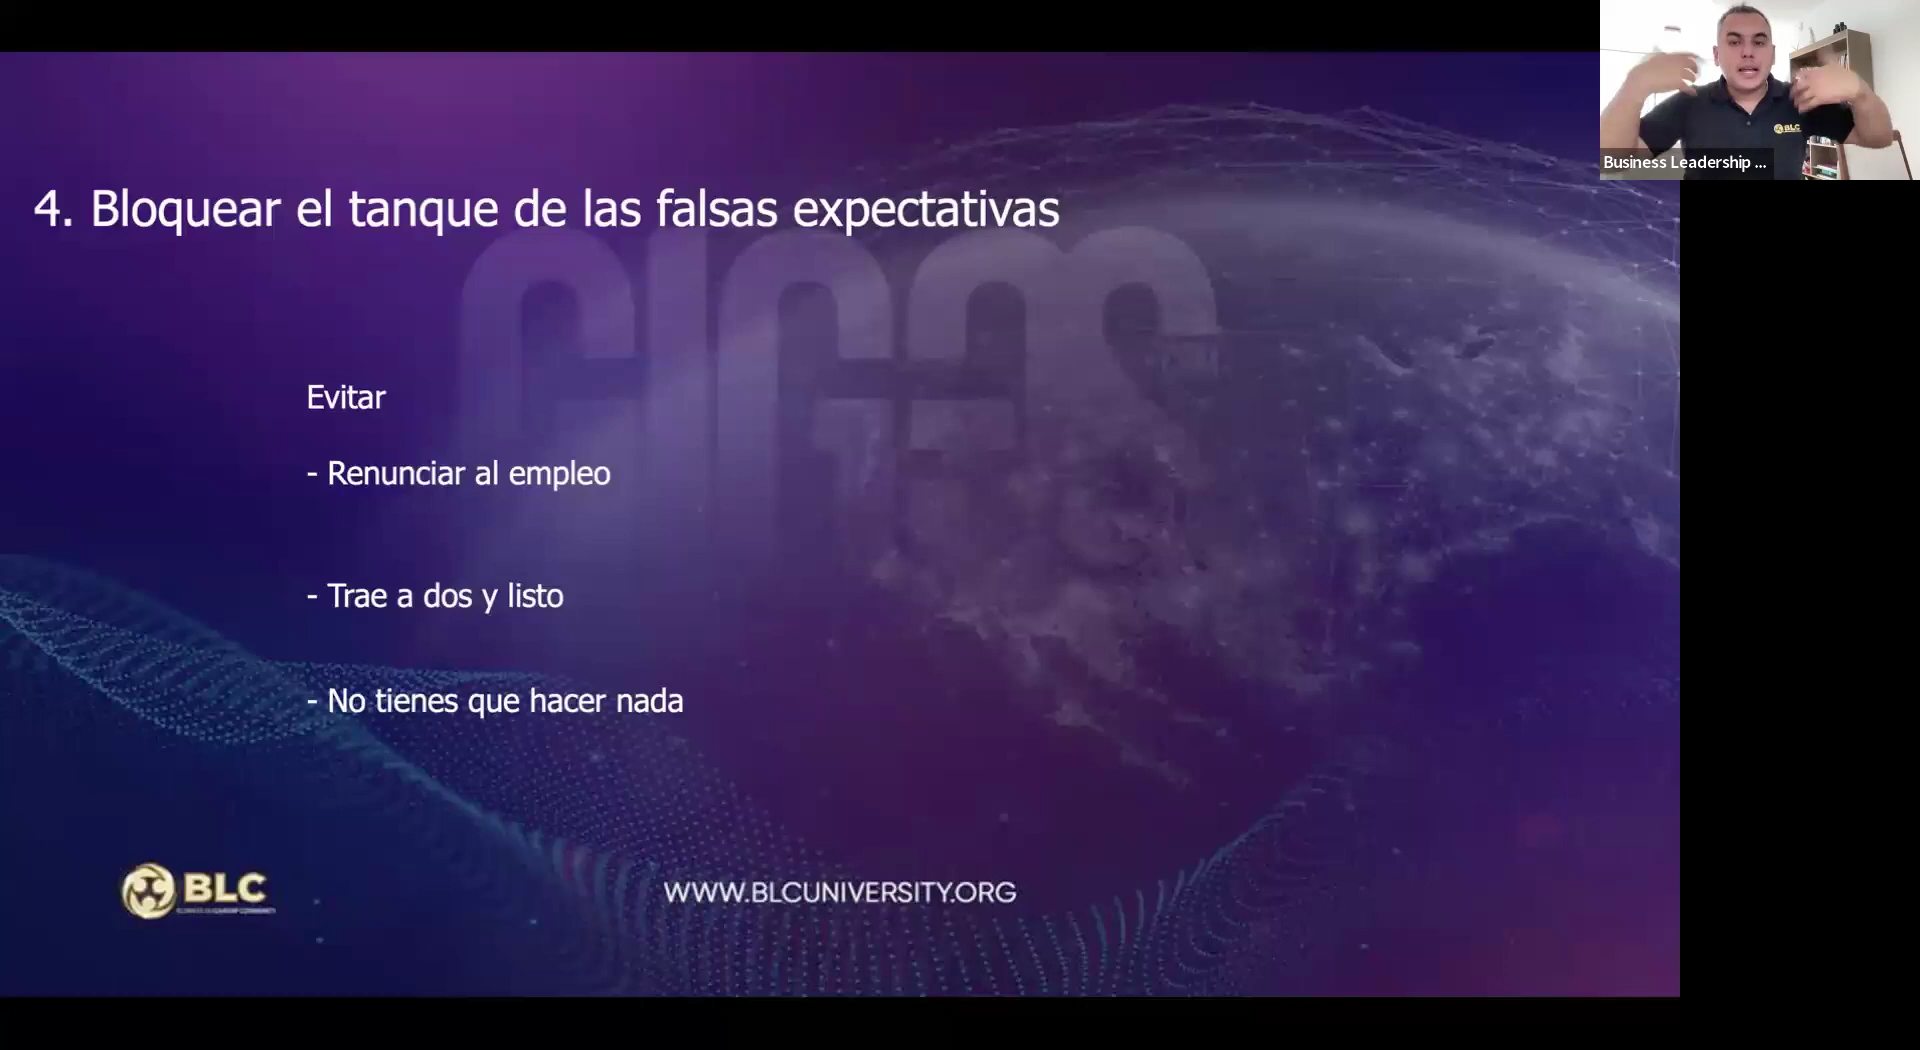 BLC
Business Leadership ...
4. Bloquear el tanque de las falsas expectativas
Evitar
- Renunciar al empleo
- Trae a dos y listo
- No tienes que hacer nada
BLC
WWW.BLCUNIVERSITY.ORG